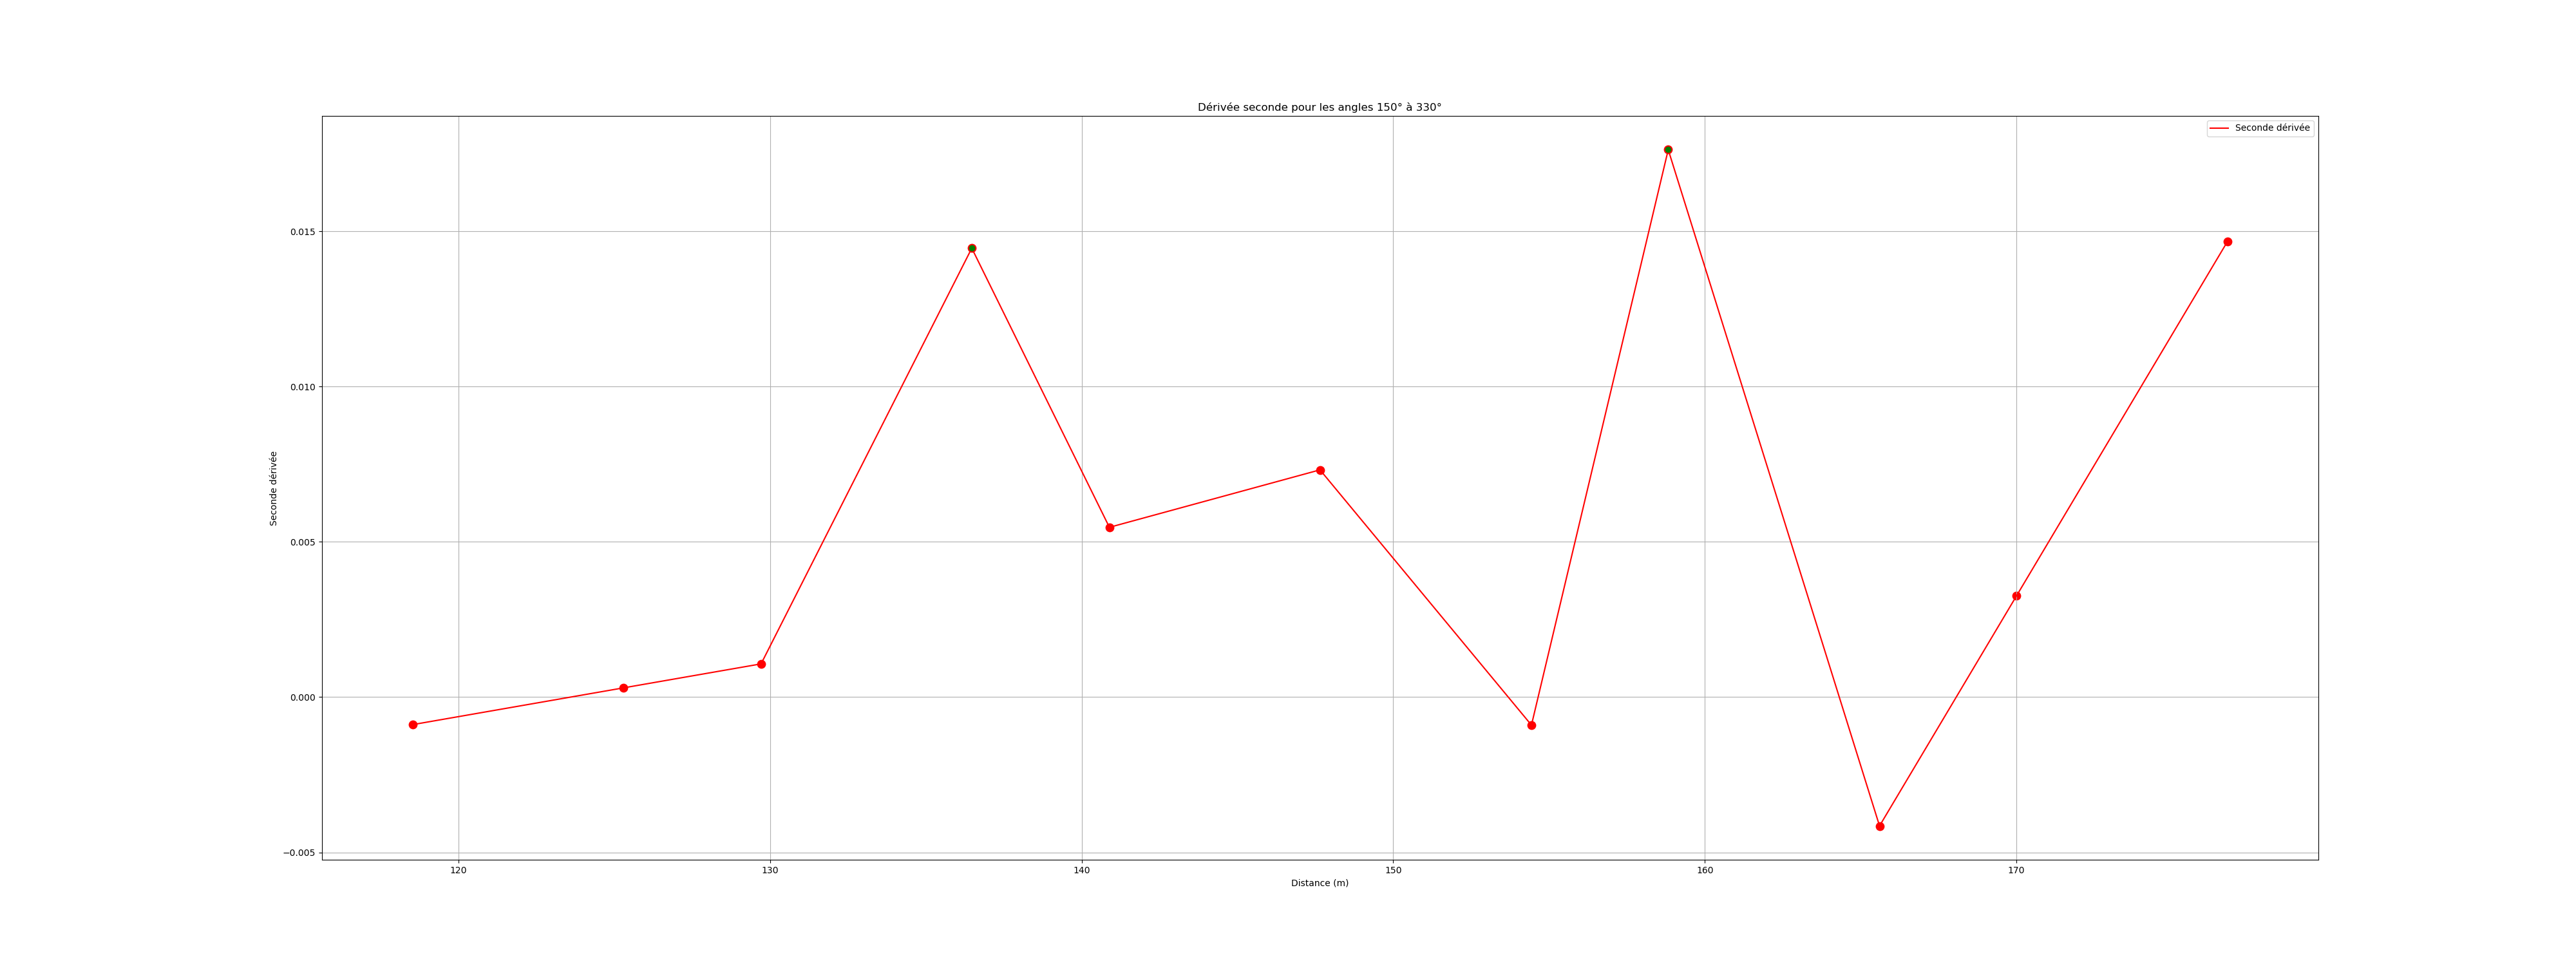 Dérivée seconde pour les angles 150° à 330°
Seconde dérivée
0.015
0.010
0.005
0.000
−0.005
Seconde dérivée
120 130 140 150 160 170
Distance (m)